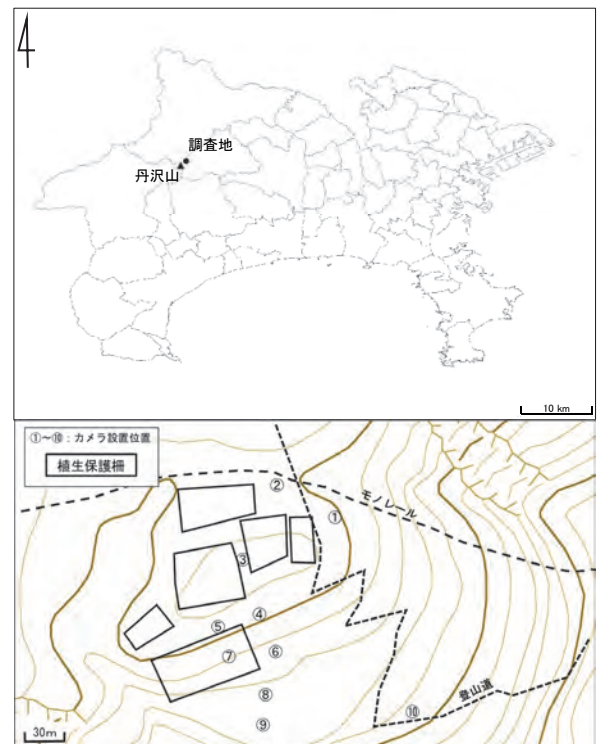 4
調査地
丹沢山
10 km
①～⑩：カメラ設置位置
植生保護柵
②
①
モノレール
③
④
⑤
⑥
⑦
⑧
登山道
⑩
⑨
30m